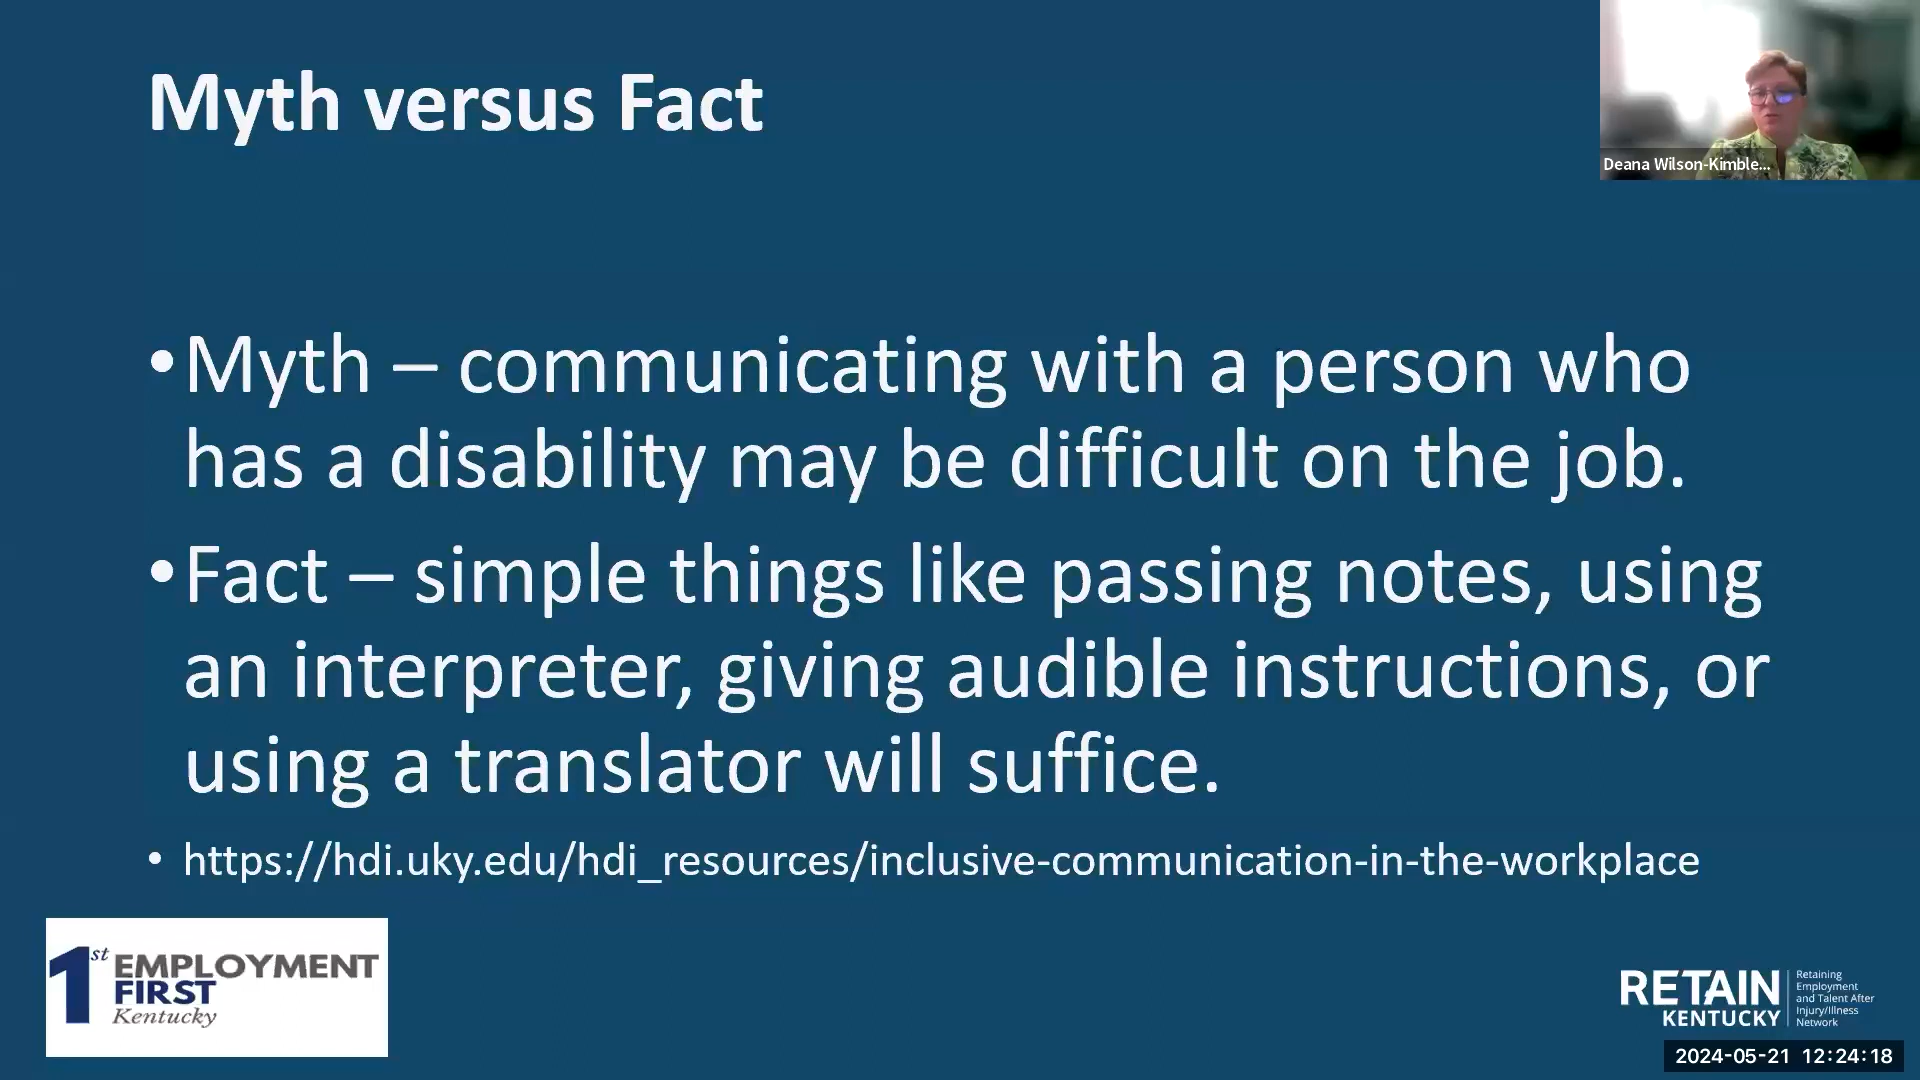 Myth versus Fact
Deana Wilson-Kimble...
•Myth – communicating with a person who
has a disability may be difficult on the job.
•Fact – simple things like passing notes, using
an interpreter, giving audible instructions, or
using a translator will suffice.
• https://hdi.uky.edu/hdi_resources/inclusive-communication-in-the-workplace
1st EMPLOYMENT
FIRST
Kentucky
RETAIN
KENTUCKY
Retaining
Employment
and Talent After
Injury/Illness
Network
2024-05-21 12:24:18